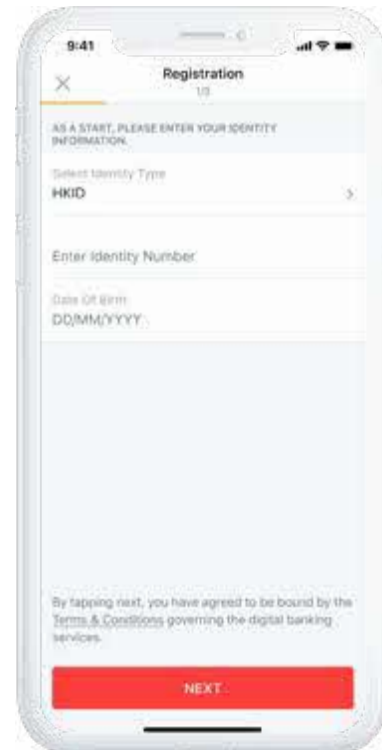 9:41
Registration
1/3
AS A START, PLEASE ENTER YOUR IDENTITY
INFORMATION.
Select Identity Type
HKID
Enter Identity Number
Date Of Birth
DD/MM/YYYY
By tapping next, you have agreed to be bound by the
Terms & Conditions governing the digital banking
services.
NEXT